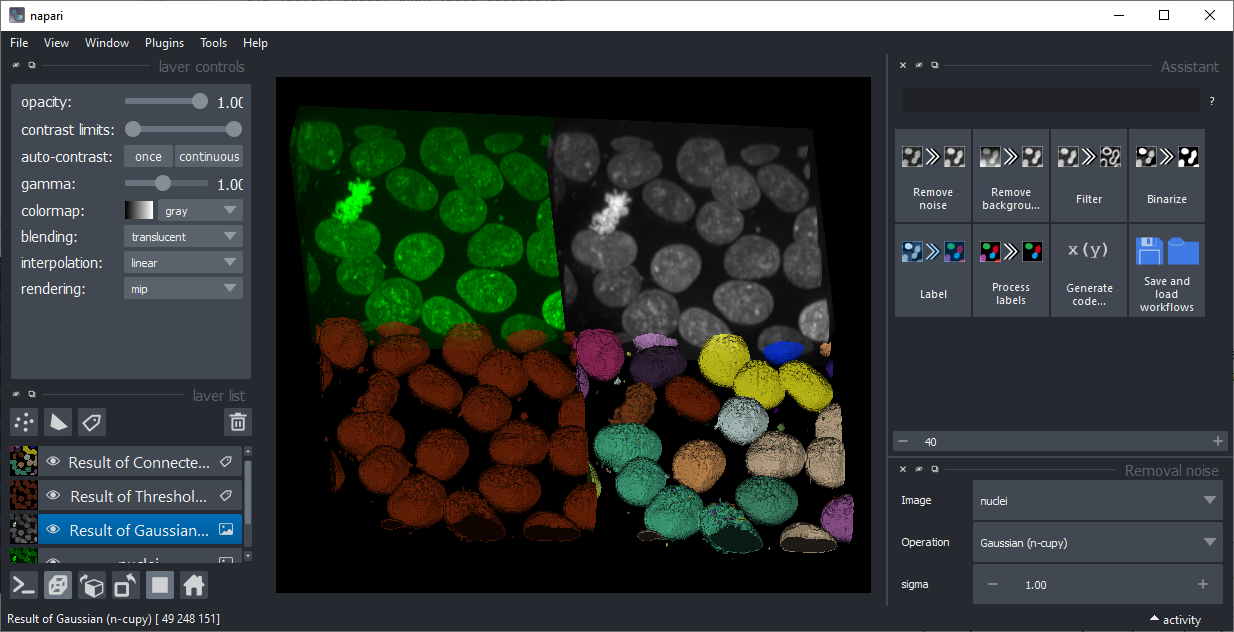 napari
File View Window Plugins Tools Help
layer controls
opacity: 1.00
contrast limits:
auto-contrast: once continuous
gamma: 1.00
colormap: gray
blending: translucent
interpolation: linear
rendering: mip
layer list
Result of Connecte...
Result of Threshol...
Result of Gaussian...
nuclei
Result of Gaussian (n-cupy) [ 49 248 151]
Assistant
?
Remove
noise
Remove
backgrou...
Filter
Binarize
Label
Process
labels
x(y)
Generate
code...
Save and
load
workflows
40
Removal noise
Image nuclei
Operation Gaussian (n-cupy)
sigma 1.00
activity